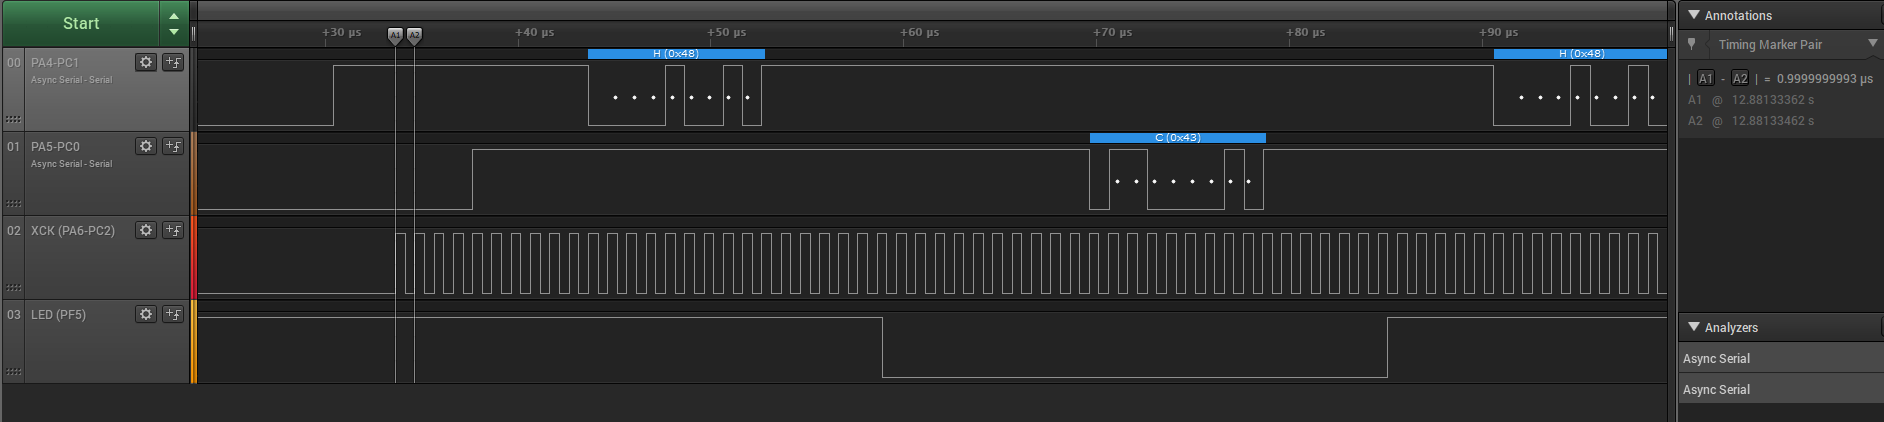 Start
+30 µs
+40 µs
+50 µs
+60 µs
+70 µs
+80 µs
+90 µs
A1
A2
00
PA4-PC1
Async Serial - Serial
H (0x48)
H (0x48)
01
PA5-PC0
Async Serial - Serial
C (0x43)
02
XCK (PA6-PC2)
03
LED (PF5)
Annotations
Timing Marker Pair
| A1 - A2 | = 0.9999999993 µs
A1 @ 12.88133362 s
A2 @ 12.88133462 s
Analyzers
Async Serial
Async Serial